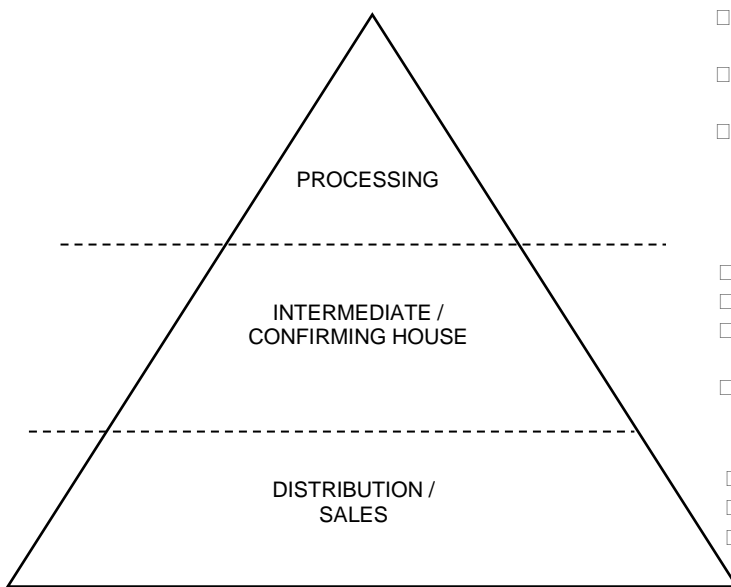 PROCESSING
INTERMEDIATE /
CONFIRMING HOUSE
DISTRIBUTION /
SALES